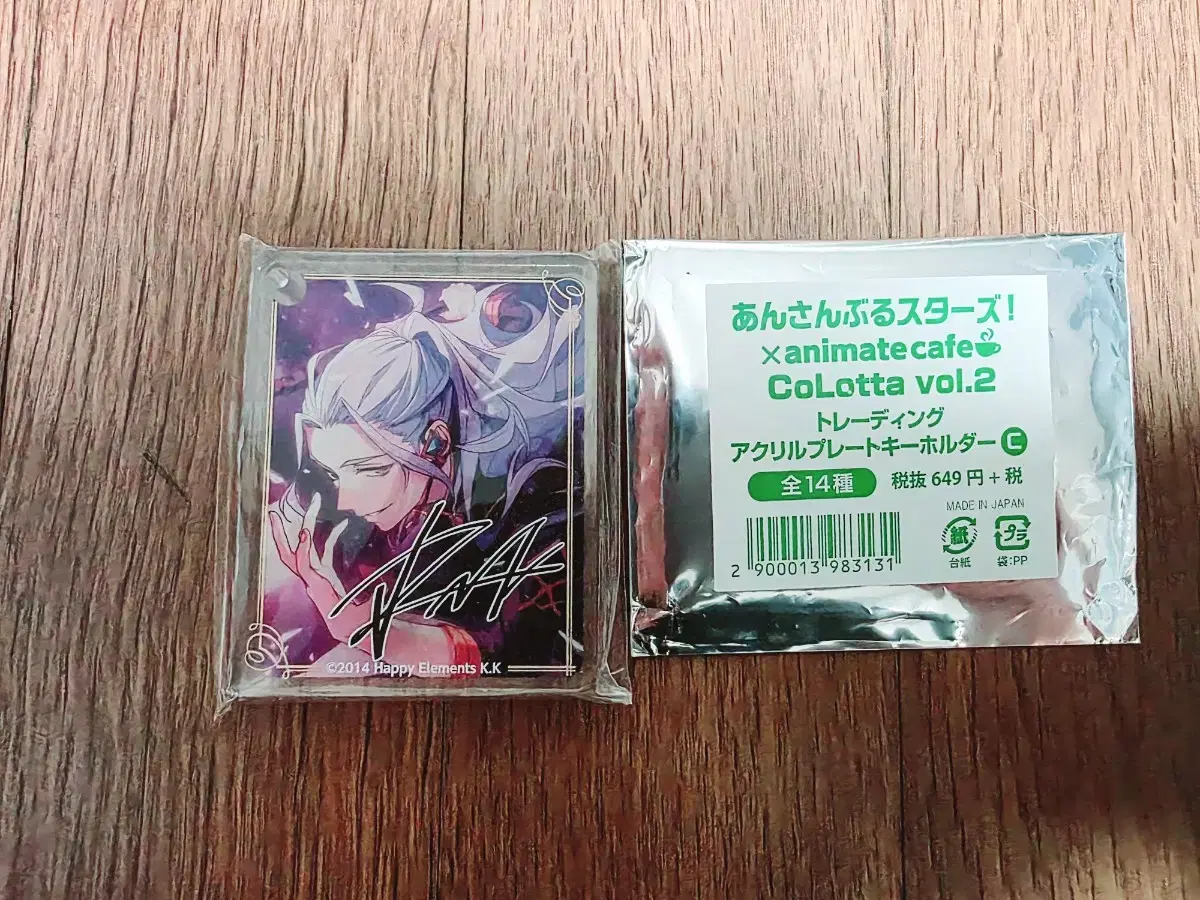 ©2014 Happy Elements K.K
あんさんぶるスターズ!
×animatecafe
CoLotta vol.2
トレーディング
アクリルプレートキーホルダー C
全14種 税抜 649 円 + 税
MADE IN JAPAN
紙 プラ
台紙 袋:PP
2 900013 983131